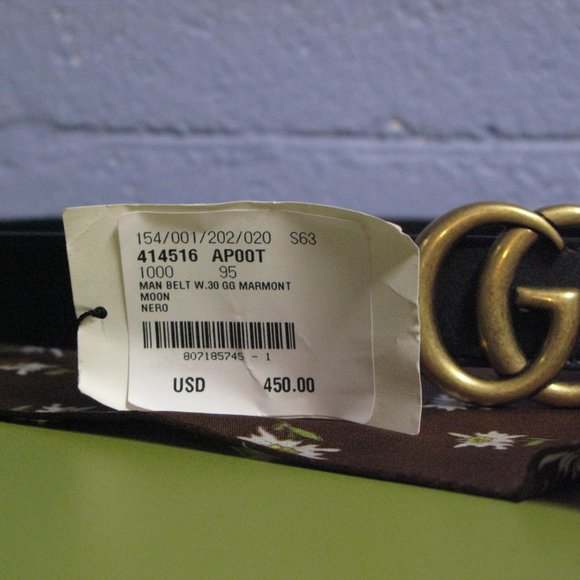 154/001/202/020 S63
414516 AP00T
1000 95
MAN BELT W.30 GG MARMONT
MOON
NERO
807185745 - 1
USD 450.00